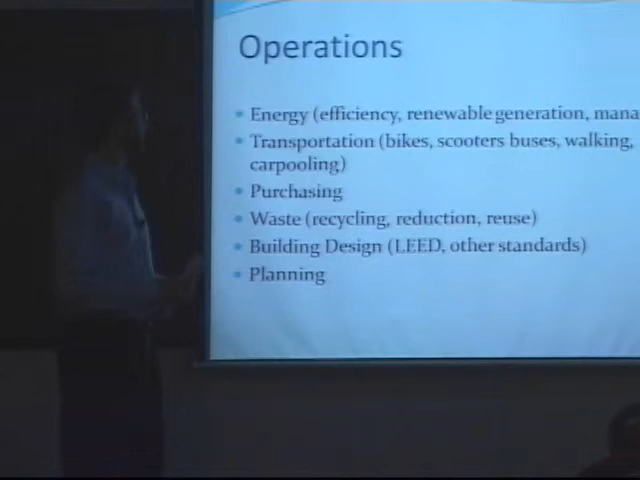 Operations
• Energy (efficiency, renewable generation, mana
• Transportation (bikes, scooters buses, walking,
carpooling)
• Purchasing
• Waste (recycling, reduction, reuse)
• Building Design (LEED, other standards)
• Planning